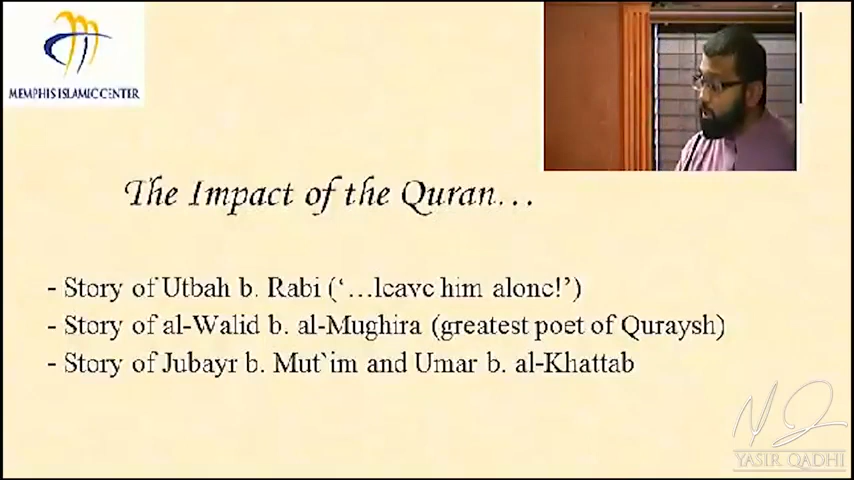 MEMPHIS ISLAMIC CENTER
The Impact of the Quran...
- Story of Utbah b. Rabi (‘…leave him alone!’)
- Story of al-Walid b. al-Mughira (greatest poet of Quraysh)
- Story of Jubayr b. Mut`im and Umar b. al-Khattab
YASIR QADHI